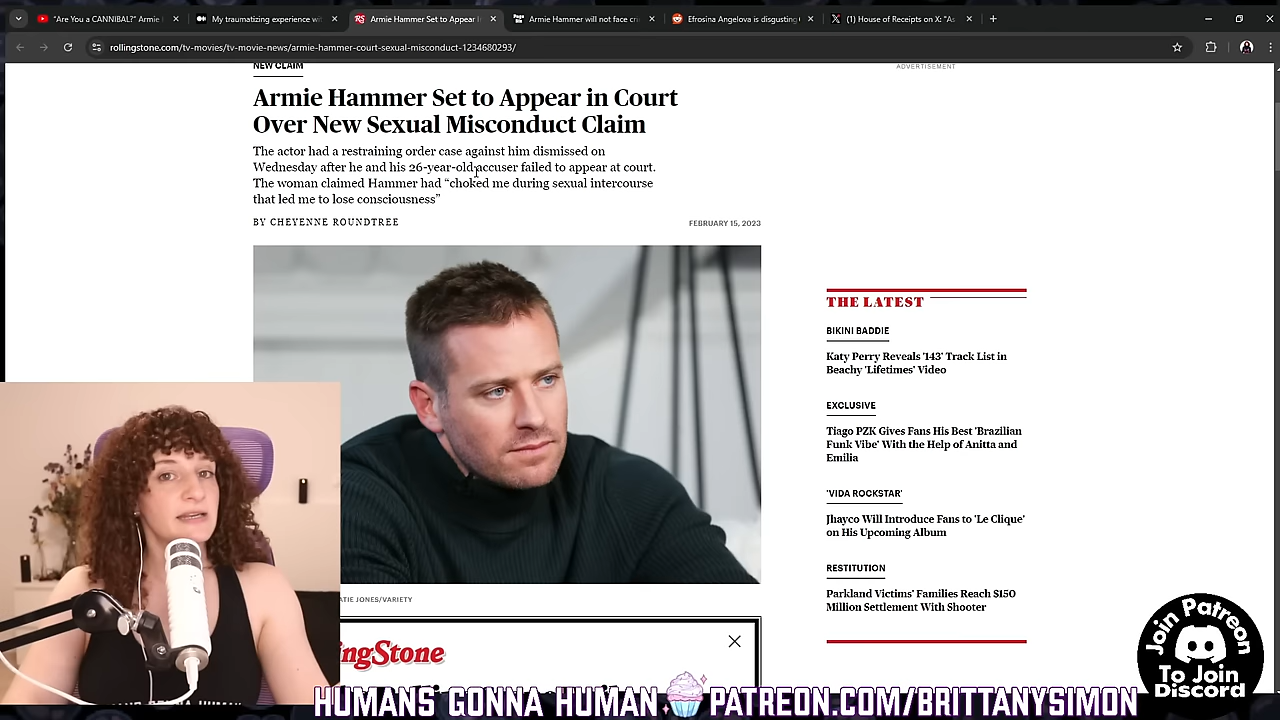 "Are You a CANNIBAL?" Armie
My traumatizing experience wi
Armie Hammer Set to Appear I
Armie Hammer will not face cri
Efrosina Angelova is disgusting
(1) House of Receipts on X: "As
rollingstone.com/tv-movies/tv-movie-news/armie-hammer-court-sexual-misconduct-1234680293/
NEW CLAIM
ADVERTISEMENT
Armie Hammer Set to Appear in Court
Over New Sexual Misconduct Claim
The actor had a restraining order case against him dismissed on
Wednesday after he and his 26-year-old accuser failed to appear at court.
The woman claimed Hammer had “choked me during sexual intercourse
that led me to lose consciousness”
BY CHEYENNE ROUNDTREE
FEBRUARY 15, 2023
THE LATEST
BIKINI BADDIE
Katy Perry Reveals '143' Track List in
Beachy 'Lifetimes' Video
EXCLUSIVE
Tiago PZK Gives Fans His Best 'Brazilian
Funk Vibe' With the Help of Anitta and
Emilia
'VIDA ROCKSTAR'
Jhayco Will Introduce Fans to 'Le Clique'
on His Upcoming Album
RESTITUTION
Parkland Victims' Families Reach $150
Million Settlement With Shooter
ATIE JONES/VARIETY
ngStone
Join Patreon
To Join
Discord
HUMANS GONNA HUMAN PATREON.COM/BRITTANYSIMON